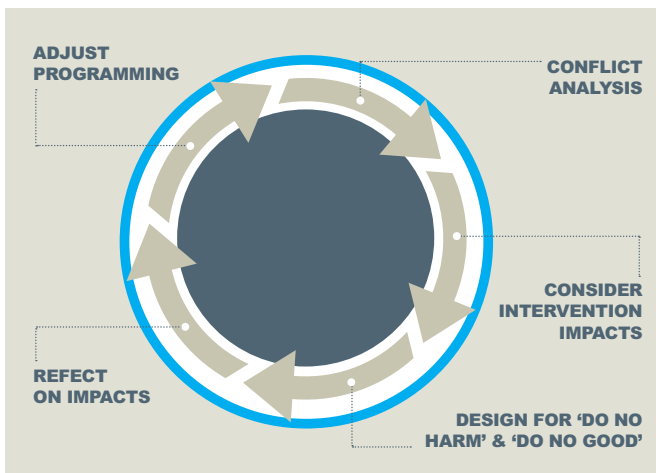 ADJUST
PROGRAMMING
CONFLICT
ANALYSIS
CONSIDER
INTERVENTION
IMPACTS
DESIGN FOR ‘DO NO
HARM’ & ‘DO NO GOOD’
REFECT
ON IMPACTS